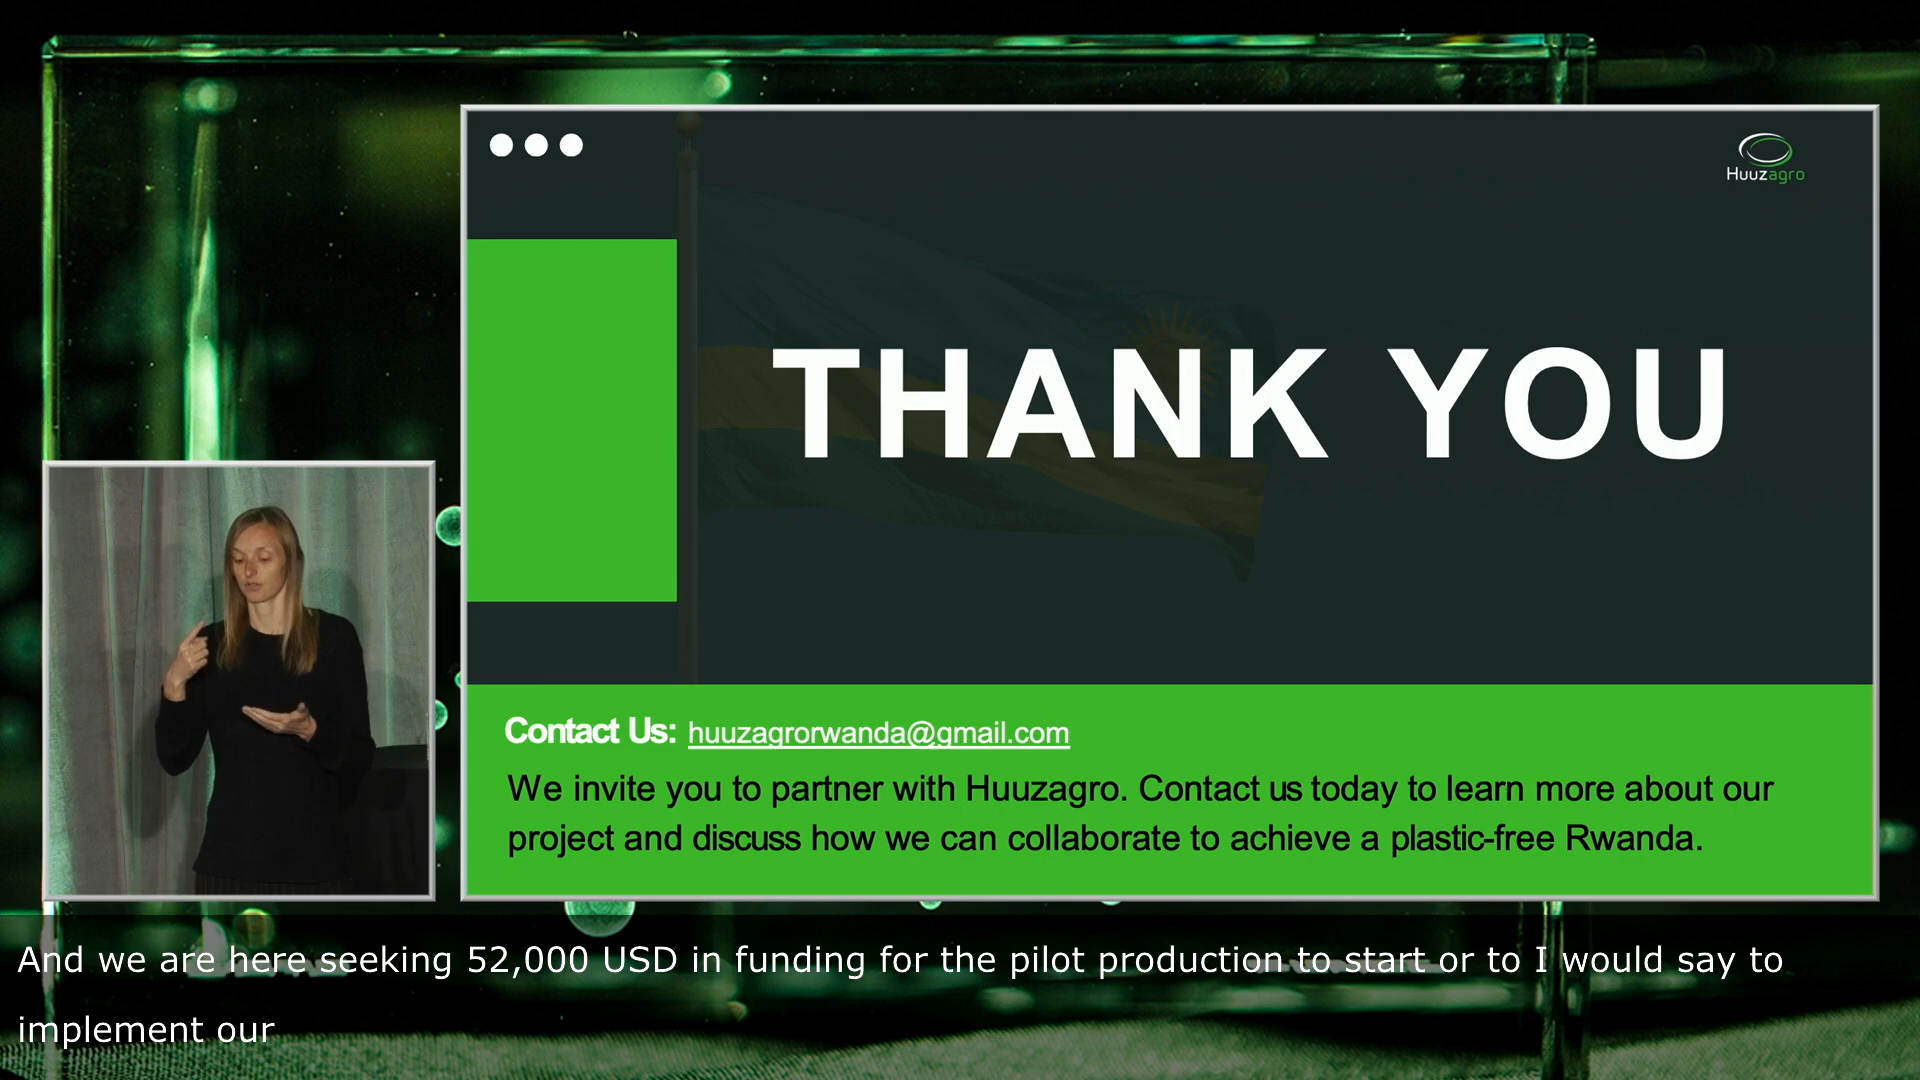 Huuzagro
THANK YOU
Contact Us: huuzagrorwanda@gmail.com
We invite you to partner with Huuzagro. Contact us today to learn more about our
project and discuss how we can collaborate to achieve a plastic-free Rwanda.
And we are here seeking 52,000 USD in funding for the pilot production to start or to I would say to
implement our